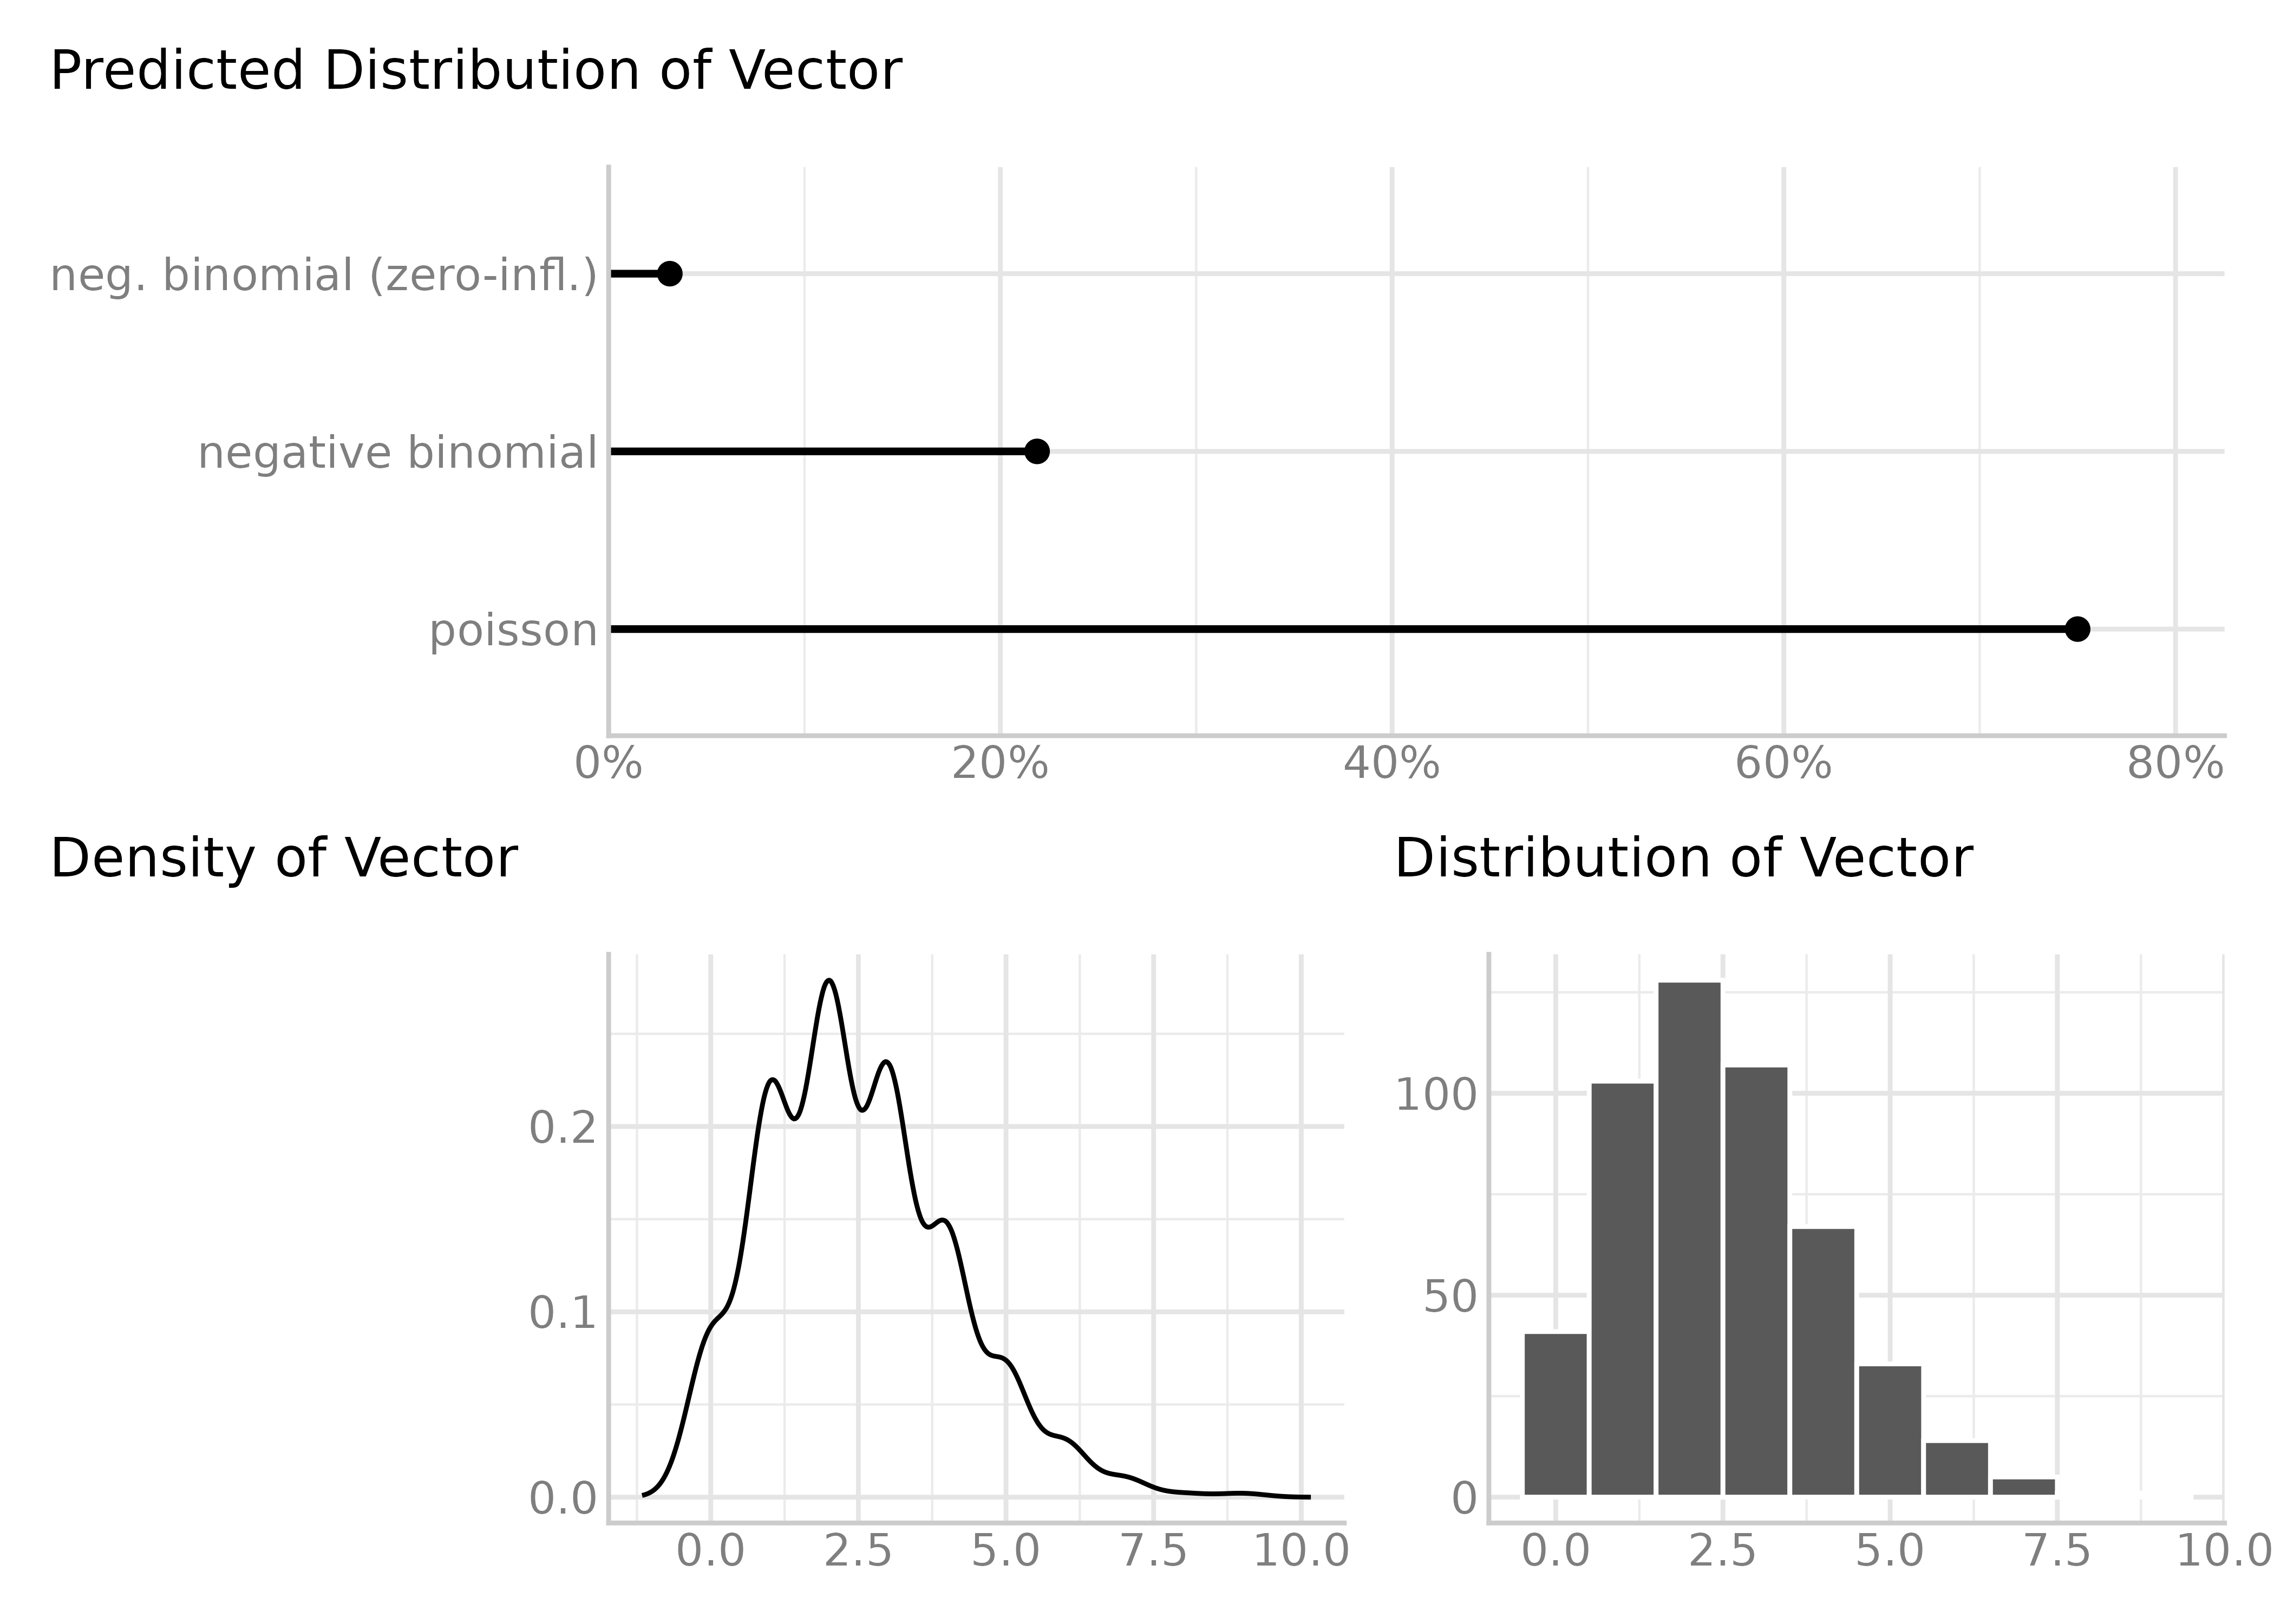 Predicted Distribution of Vector
neg. binomial (zero-infl.)
negative binomial
poisson
0% 20% 40% 60% 80%
Density of Vector
0.2
0.1
0.0
0.0 2.5 5.0 7.5 10.0
Distribution of Vector
100
50
0
0.0 2.5 5.0 7.5 10.0